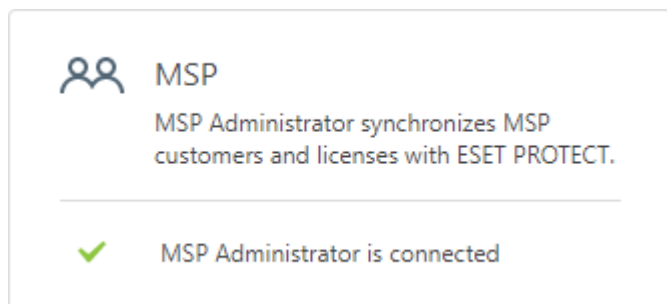 MSP
MSP Administrator synchronizes MSP
customers and licenses with ESET PROTECT.
MSP Administrator is connected